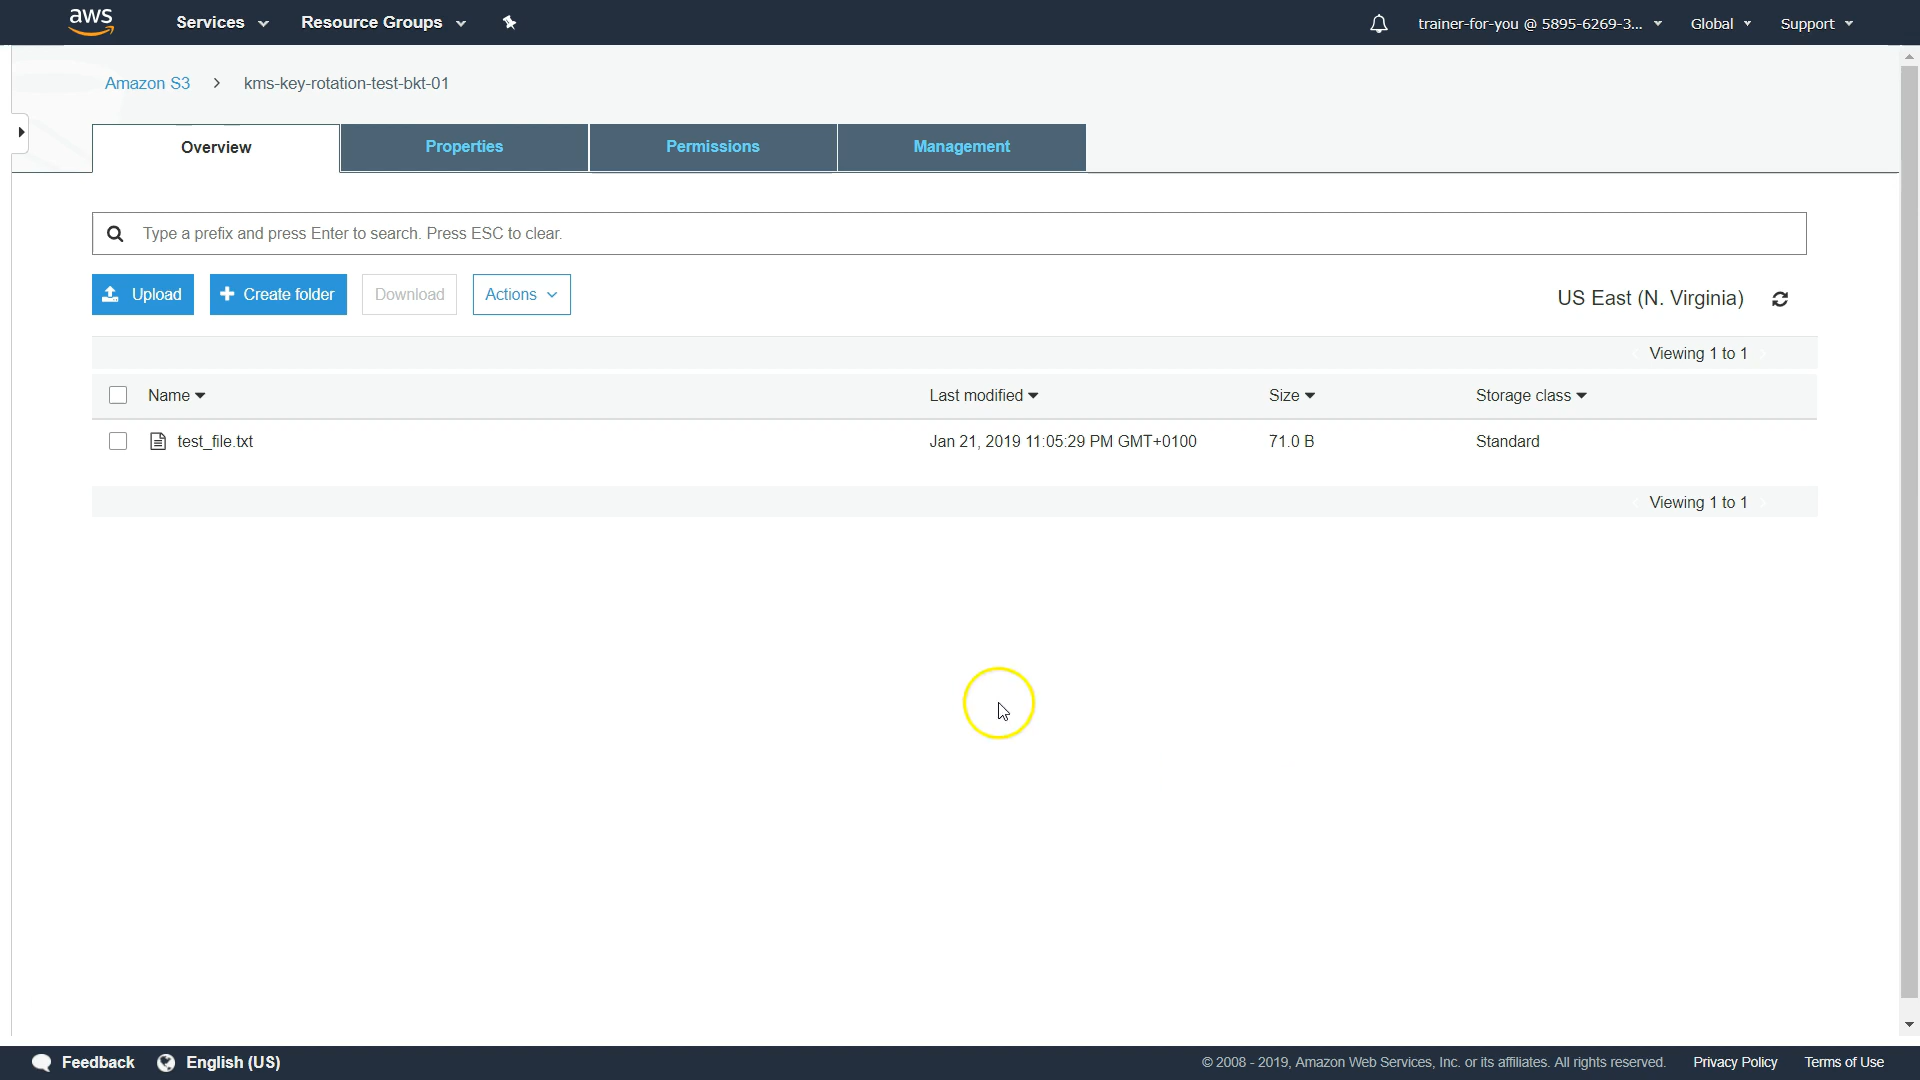 aws Services Resource Groups trainer-for-you @ 5895-6269-3... Global Support
Amazon S3 > kms-key-rotation-test-bkt-01
Overview Properties Permissions Management
Type a prefix and press Enter to search. Press ESC to clear.
Upload + Create folder Download Actions US East (N. Virginia)
Viewing 1 to 1
Name Last modified Size Storage class
test_file.txt Jan 21, 2019 11:05:29 PM GMT+0100 71.0 B Standard
Viewing 1 to 1
Feedback English (US) © 2008 - 2019, Amazon Web Services, Inc. or its affiliates. All rights reserved. Privacy Policy Terms of Use